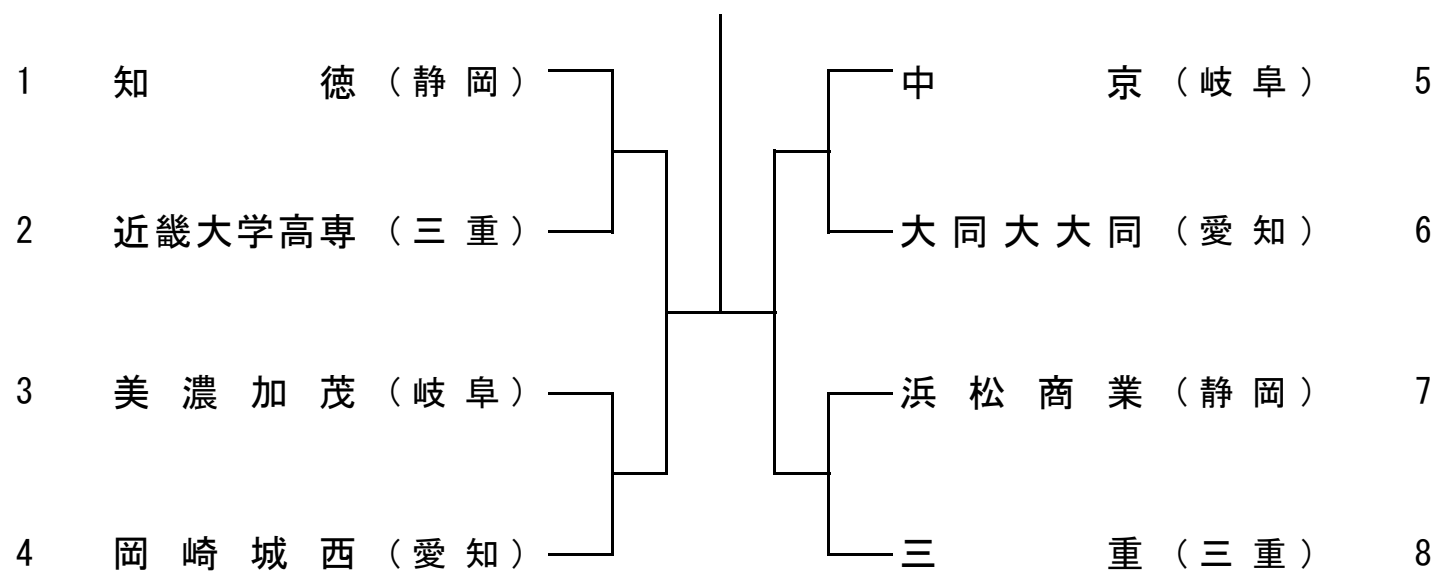 1 知徳（静岡）
2 近畿大学高専（三重）
3 美濃加茂（岐阜）
4 岡崎城西（愛知）
中京（岐阜） 5
大同大大同（愛知） 6
浜松商業（静岡） 7
三重（三重） 8